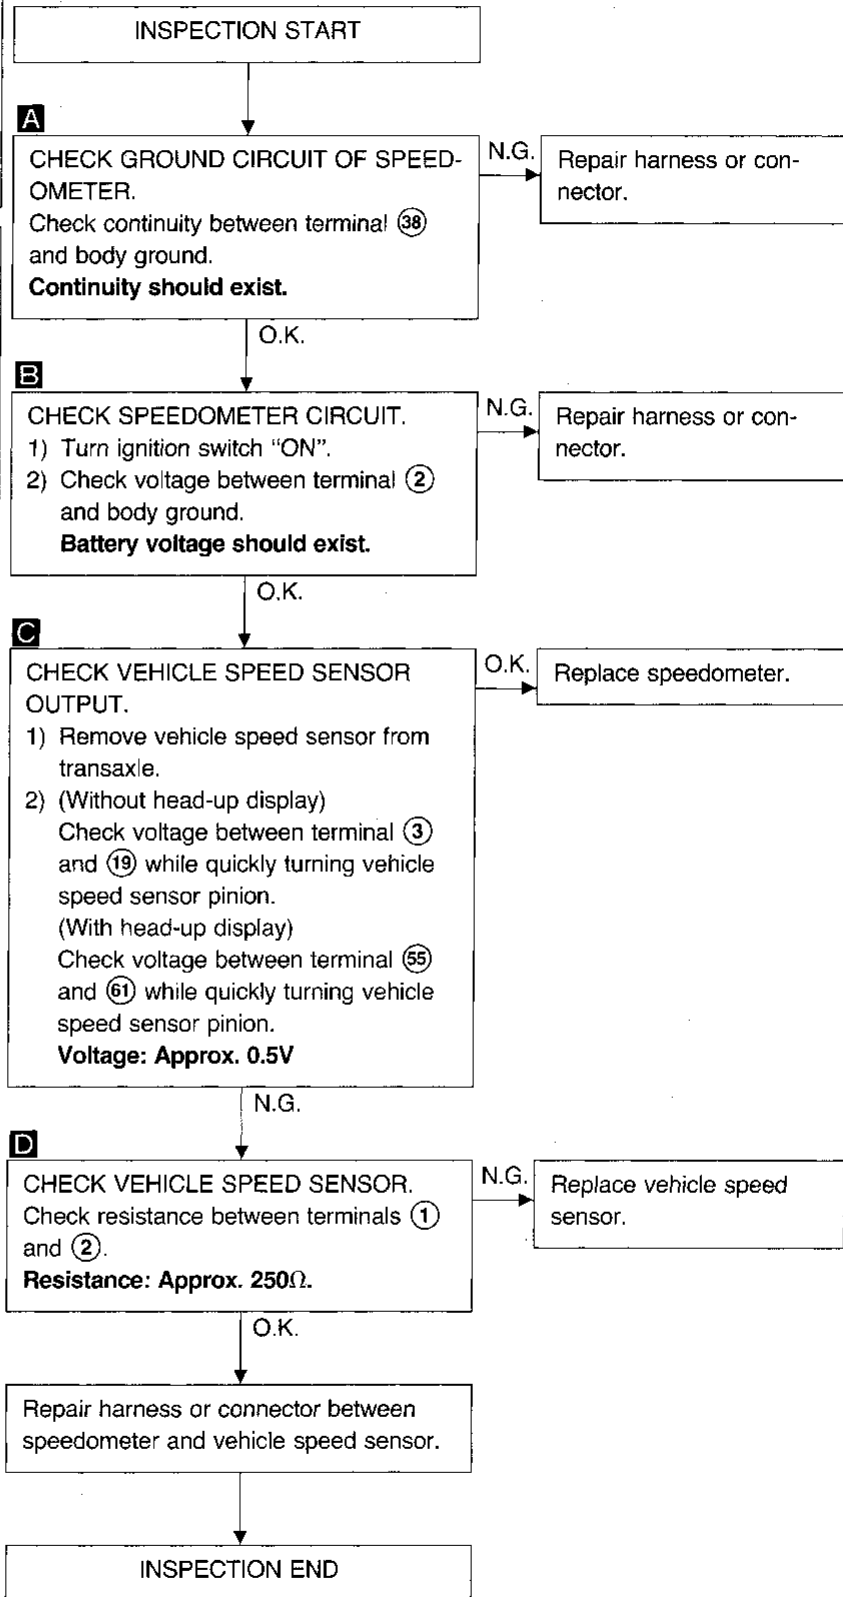 INSPECTION START
A
CHECK GROUND CIRCUIT OF SPEED-
OMETER.
Check continuity between terminal 38
and body ground.
Continuity should exist.
N.G.
Repair harness or con-
nector.
O.K.
B
CHECK SPEEDOMETER CIRCUIT.
1) Turn ignition switch "ON".
2) Check voltage between terminal 2
and body ground.
Battery voltage should exist.
N.G.
Repair harness or con-
nector.
O.K.
C
CHECK VEHICLE SPEED SENSOR
OUTPUT.
1) Remove vehicle speed sensor from
transaxle.
2) (Without head-up display)
Check voltage between terminal 3
and 19 while quickly turning vehicle
speed sensor pinion.
(With head-up display)
Check voltage between terminal 55
and 61 while quickly turning vehicle
speed sensor pinion.
Voltage: Approx. 0.5V
O.K.
Replace speedometer.
N.G.
D
CHECK VEHICLE SPEED SENSOR.
Check resistance between terminals 1
and 2.
Resistance: Approx. 250Ω.
N.G.
Replace vehicle speed
sensor.
O.K.
Repair harness or connector between
speedometer and vehicle speed sensor.
INSPECTION END